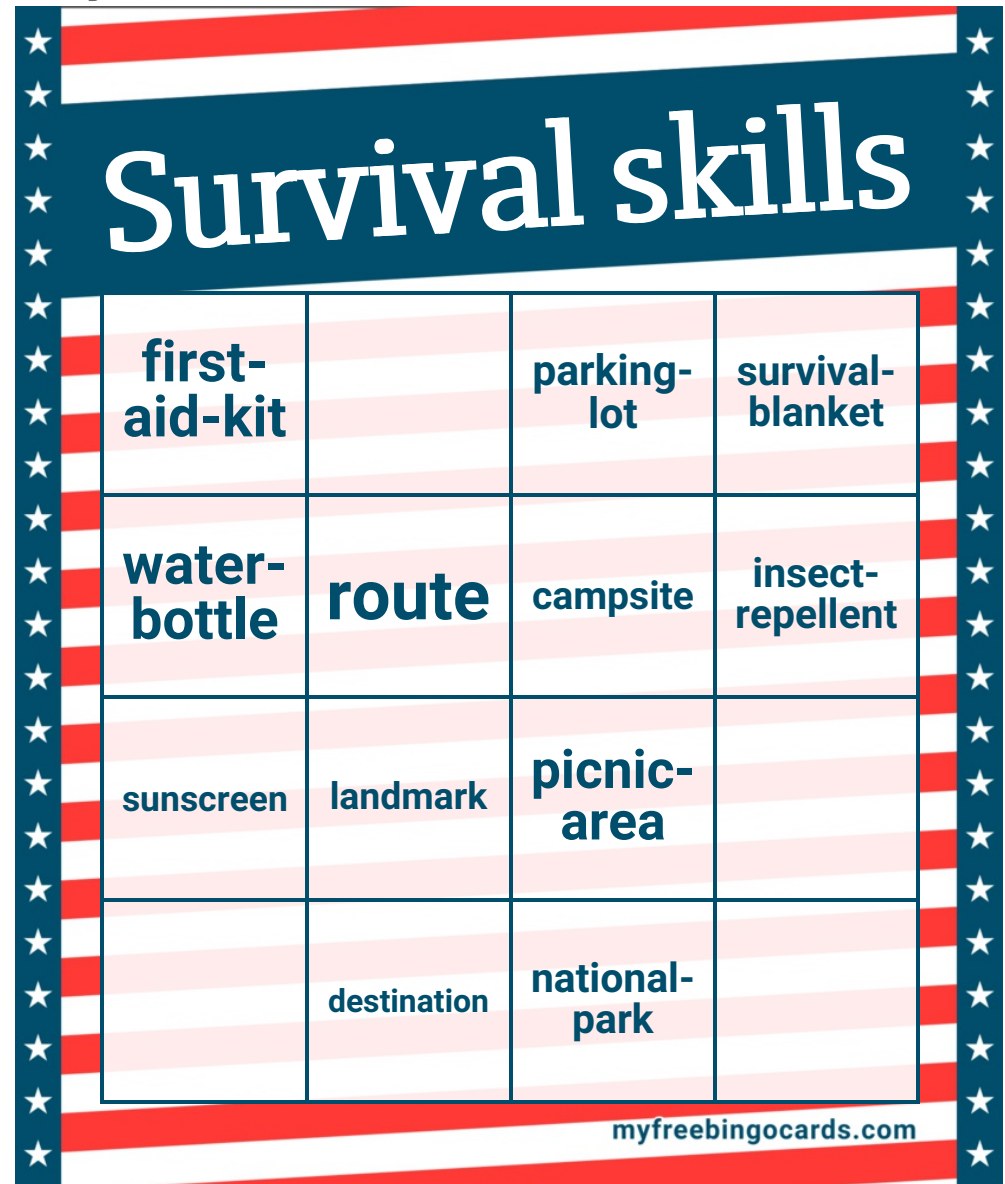 Survival skills
first-
aid-kit
parking-
lot
survival-
blanket
water-
bottle
route
campsite
insect-
repellent
sunscreen
landmark
picnic-
area
destination
national-
park
myfreebingocards.com